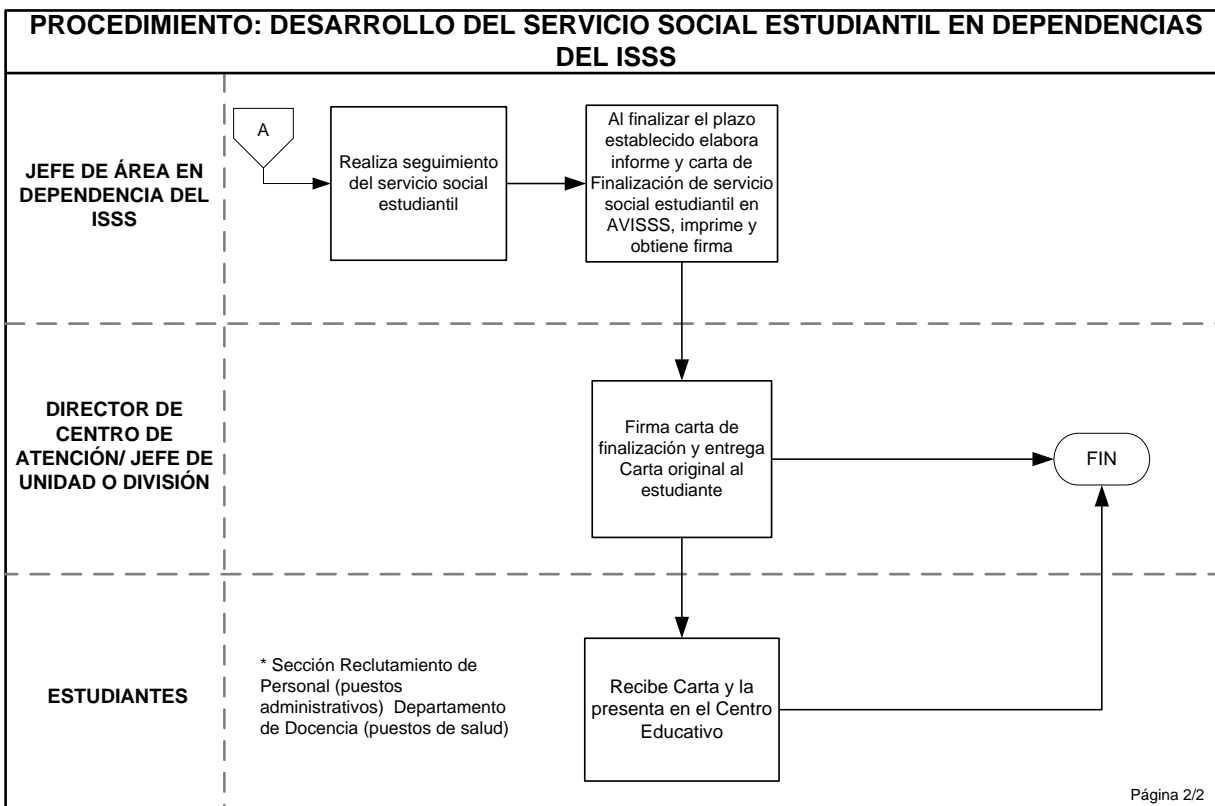 PROCEDIMIENTO: DESARROLLO DEL SERVICIO SOCIAL ESTUDIANTIL EN DEPENDENCIAS
DEL ISSS
JEFE DE ÁREA EN
DEPENDENCIA DEL
ISSS
A
Realiza seguimiento
del servicio social
estudiantil
Al finalizar el plazo
establecido elabora
informe y carta de
Finalización de servicio
social estudiantil en
AVISSS, imprime y
obtiene firma
DIRECTOR DE
CENTRO DE
ATENCIÓN/ JEFE DE
UNIDAD O DIVISIÓN
Firma carta de
finalización y entrega
Carta original al
estudiante
FIN
ESTUDIANTES
* Sección Reclutamiento de
Personal (puestos
administrativos) Departamento
de Docencia (puestos de salud)
Recibe Carta y la
presenta en el Centro
Educativo
Página 2/2